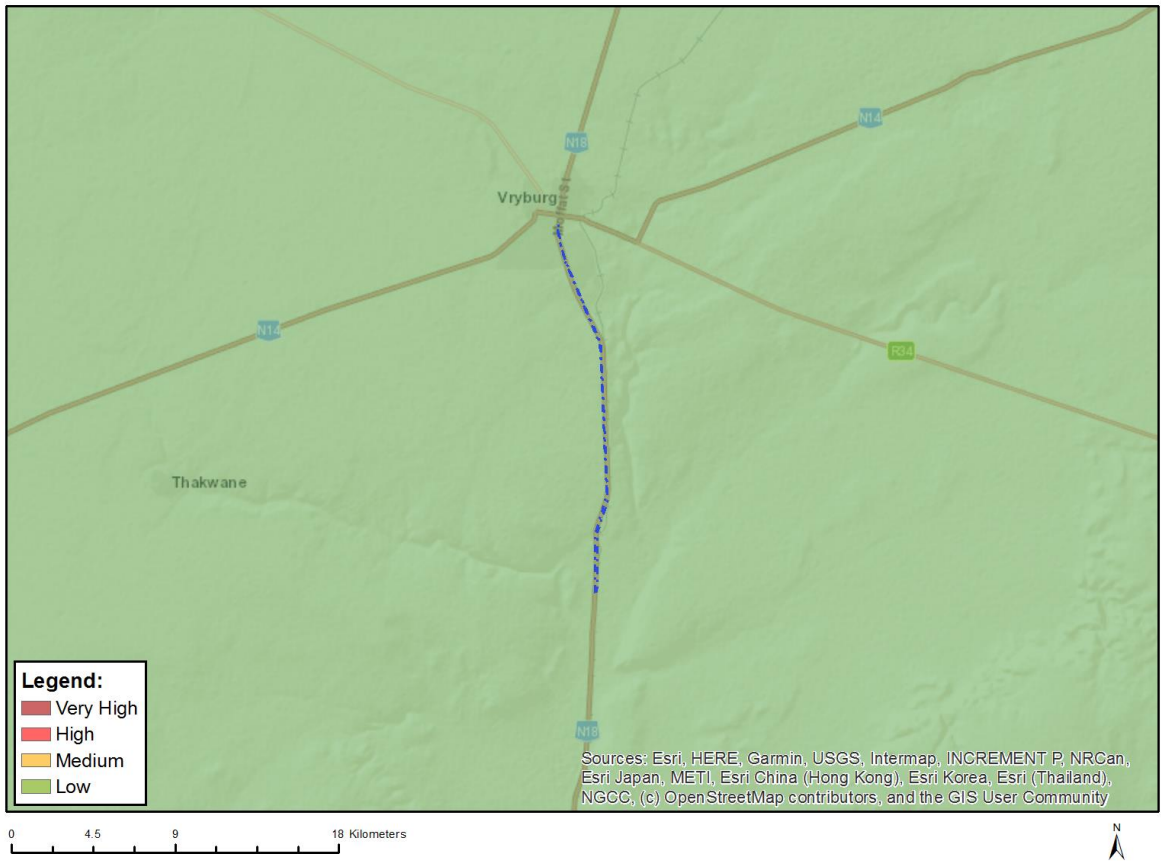 N14
N18
Vryburg
Moffat St
N14
R34
Thakwane
N18
Legend:
Very High
High
Medium
Low
Sources: Esri, HERE, Garmin, USGS, Intermap, INCREMENT P, NRCan,
Esri Japan, METI, Esri China (Hong Kong), Esri Korea, Esri (Thailand),
NGCC, (c) OpenStreetMap contributors, and the GIS User Community
0 4.5 9 18 Kilometers
N